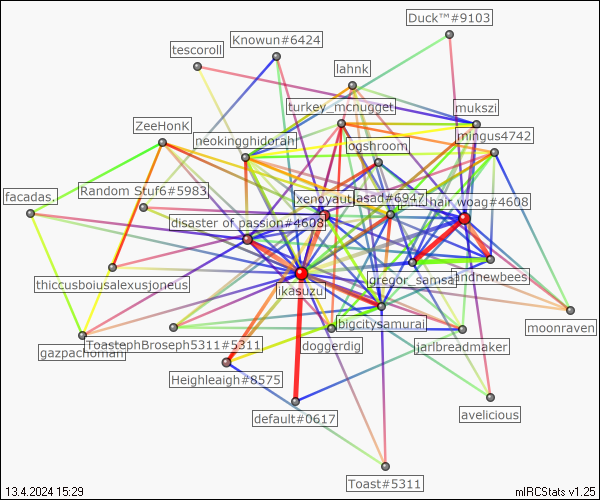 Duck™#9103
Knowun#6424
tescoroll
lahnk
turkey_mcnugget
mukszi
ZeeHonK
mingus4742
neokingghidorah
ogshroom
facadas.
Random Stuf6#5983
xenoyaut
jasad#6947
hair_woag#4608
disaster of passion#4608
thiccusboiusalexusjoneus
gregor_samsa
andnewbees
ikasuzu
bigcitysamurai
moonraven
gazpachoman
ToastephBroseph5311#5311
doggerdig
jarlbreadmaker
Heighleaigh#8575
default#0617
avelicious
Toast#5311
13.4.2024 15:29
mIRCStats v1.25